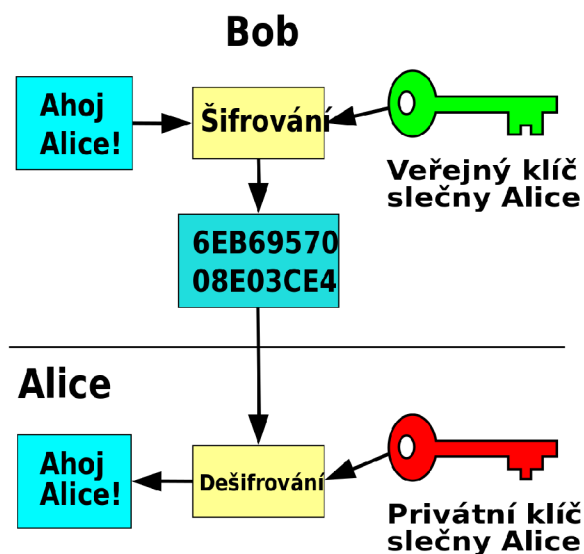 Bob
Ahoj
Alice!
Šifrování
Veřejný klíč
slečny Alice
6EB69570
08E03CE4
Alice
Ahoj
Alice!
Dešifrování
Privátní klíč
slečny Alice